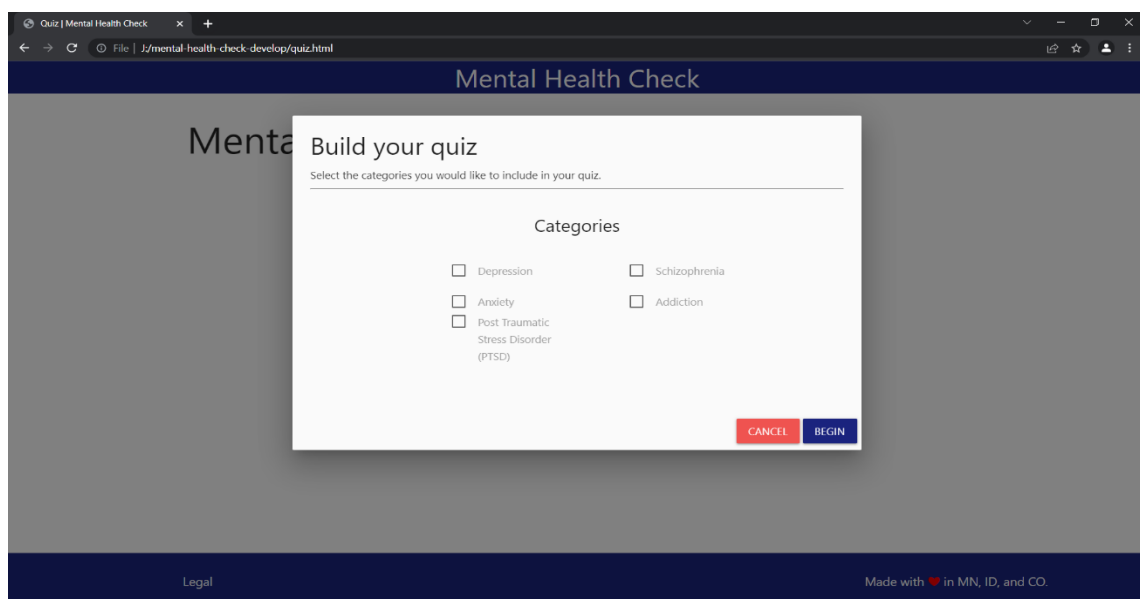 Quiz | Mental Health Check
File | J:/mental-health-check-develop/quiz.html
Mental Health Check
Menta
Build your quiz
Select the categories you would like to include in your quiz.
Categories
Depression
Schizophrenia
Anxiety
Addiction
Post Traumatic
Stress Disorder
(PTSD)
CANCEL BEGIN
Legal
Made with ♥ in MN, ID, and CO.